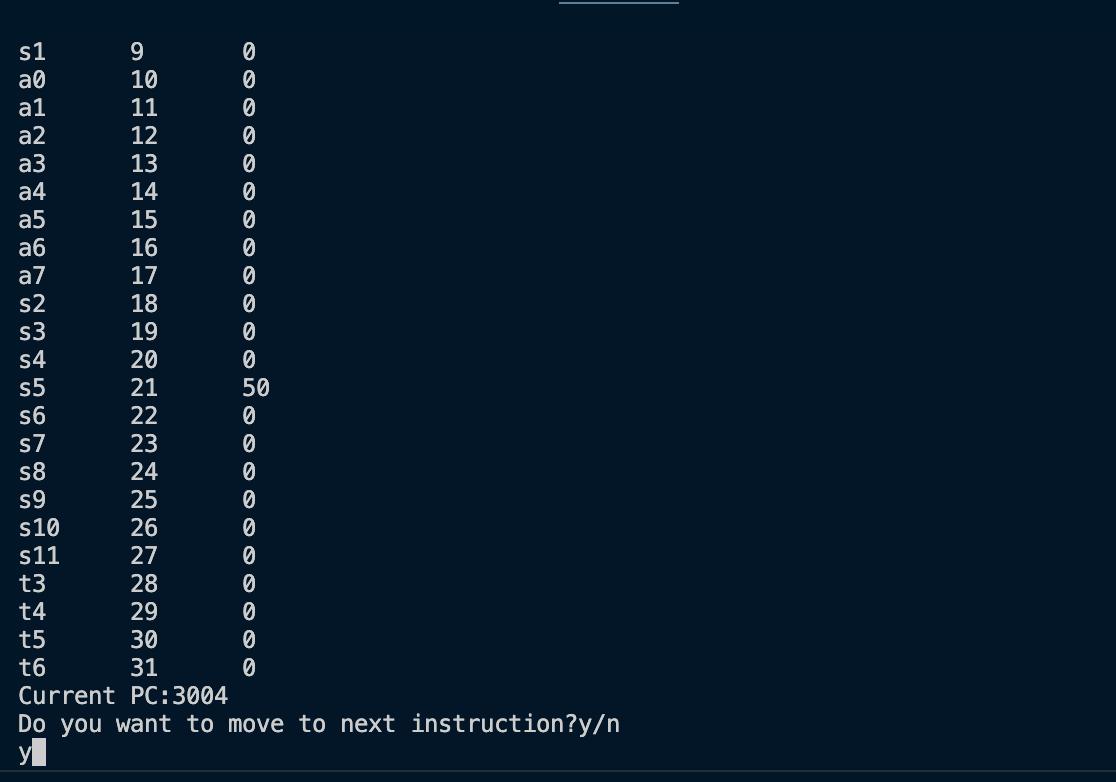 s1 9 0
a0 10 0
a1 11 0
a2 12 0
a3 13 0
a4 14 0
a5 15 0
a6 16 0
a7 17 0
s2 18 0
s3 19 0
s4 20 0
s5 21 50
s6 22 0
s7 23 0
s8 24 0
s9 25 0
s10 26 0
s11 27 0
t3 28 0
t4 29 0
t5 30 0
t6 31 0
Current PC:3004
Do you want to move to next instruction?y/n
y